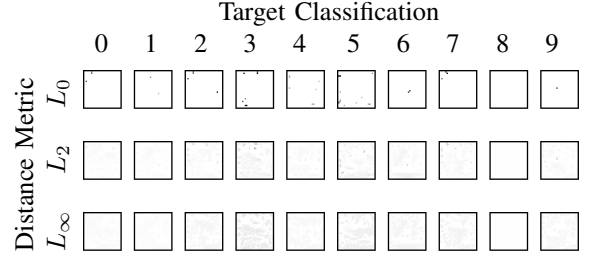 Target Classification
0 1 2 3 4 5 6 7 8 9
Distance Metric
L₀
L₂
L∞